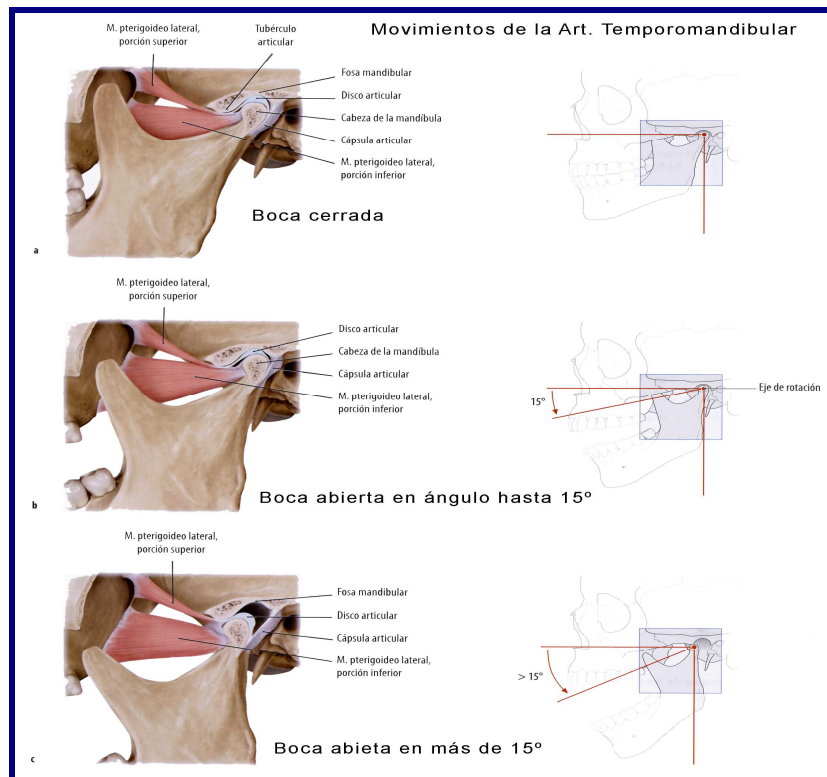 Movimientos de la Art. Temporomandibular
M. pterigoideo lateral,
porción superior
Tubérculo
articular
Fosa mandibular
Disco articular
Cabeza de la mandíbula
Cápsula articular
M. pterigoideo lateral,
porción inferior
Boca cerrada
a
M. pterigoideo lateral,
porción superior
Disco articular
Cabeza de la mandíbula
Cápsula articular
M. pterigoideo lateral,
porción inferior
15º
Eje de rotación
Boca abierta en ángulo hasta 15º
b
M. pterigoideo lateral,
porción superior
Fosa mandibular
Disco articular
Cápsula articular
M. pterigoideo lateral,
porción inferior
> 15º
Boca abieta en más de 15º
c